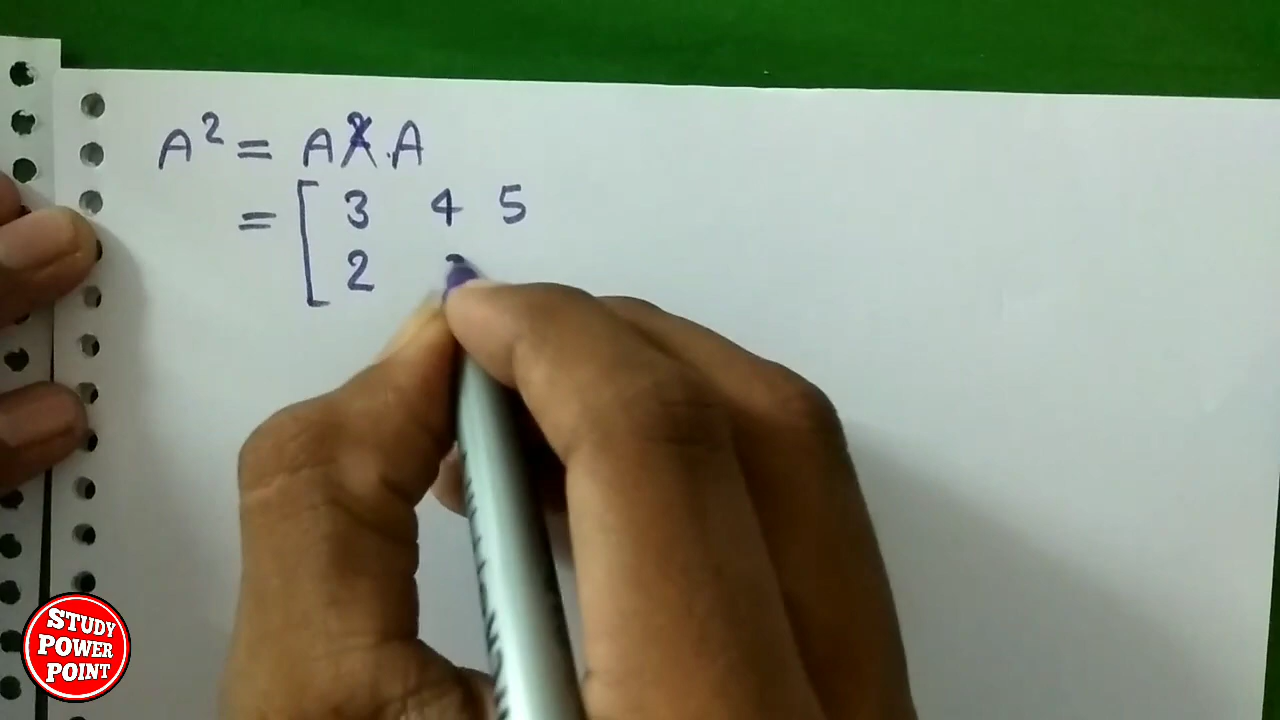 A² = A .A
= [ 3 4 5
2
STUDY
POWER
POINT